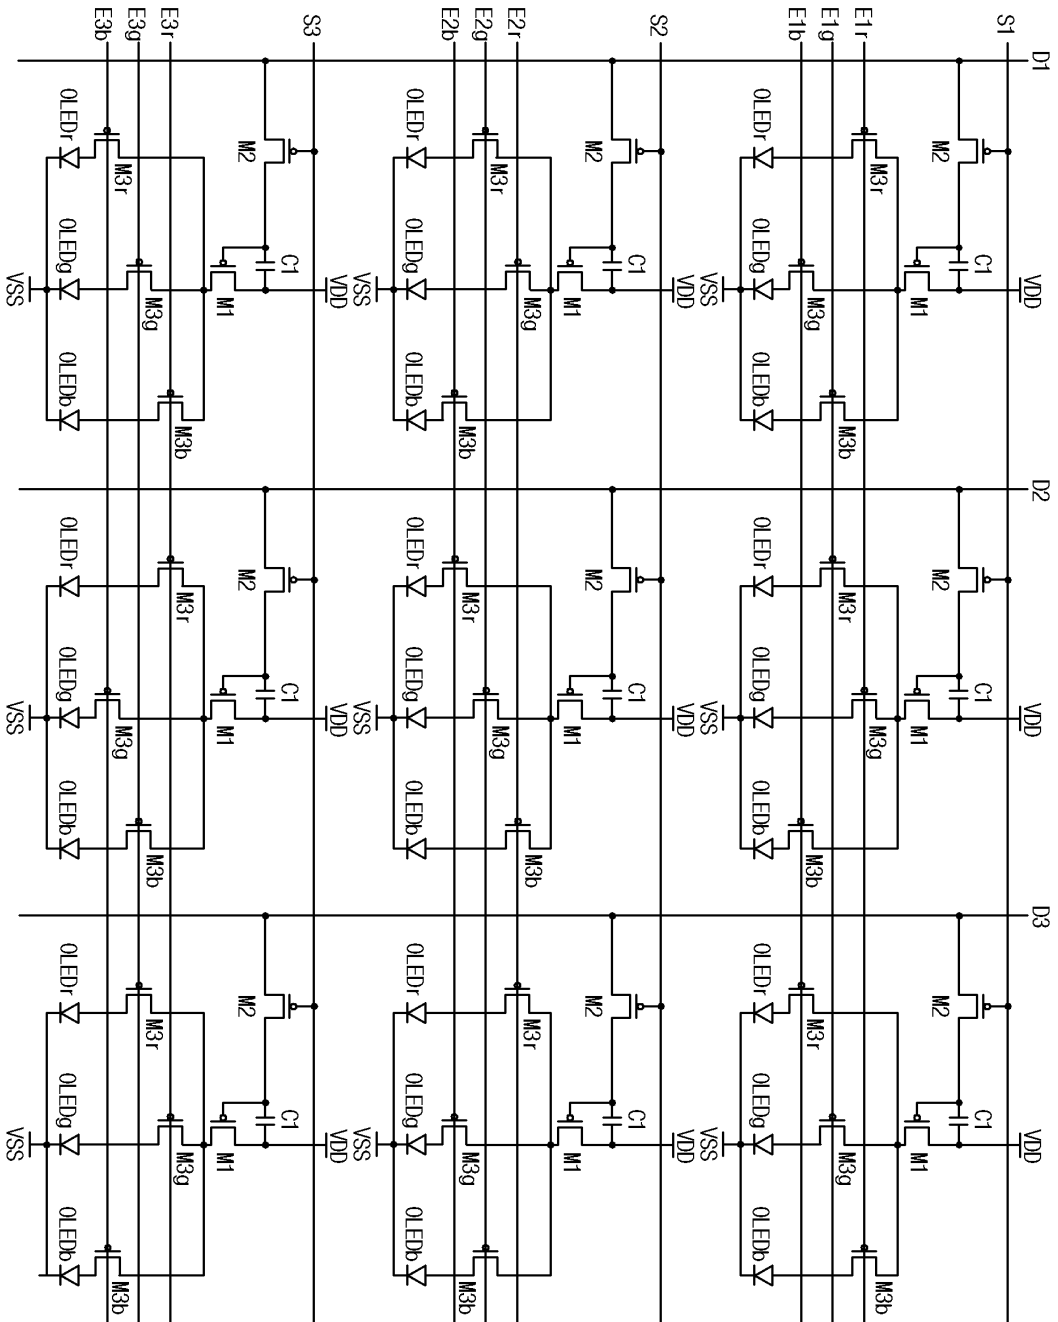 D1
D2
D3
VDD
VDD
VDD
S1
C1
C1
C1
M2
M2
M2
M1
M1
M1
E1r
M3r
M3g
M3b
E1g
M3b
M3r
M3g
E1b
M3g
M3b
M3r
OLEDr
OLEDg
OLEDb
OLEDr
OLEDg
OLEDb
OLEDr
OLEDg
OLEDb
VSS
VSS
VSS
VDD
VDD
VDD
S2
C1
C1
C1
M2
M2
M2
M1
M1
M1
E2r
M3g
M3b
M3r
E2g
M3r
M3g
M3b
E2b
M3b
M3r
M3g
OLEDr
OLEDg
OLEDb
OLEDr
OLEDg
OLEDb
OLEDr
OLEDg
OLEDb
VSS
VSS
VSS
VDD
VDD
VDD
S3
C1
C1
C1
M2
M2
M2
M1
M1
M1
E3r
M3b
M3r
M3g
E3g
M3g
M3b
M3r
E3b
M3r
M3g
M3b
OLEDr
OLEDg
OLEDb
OLEDr
OLEDg
OLEDb
OLEDr
OLEDg
OLEDb
VSS
VSS
VSS